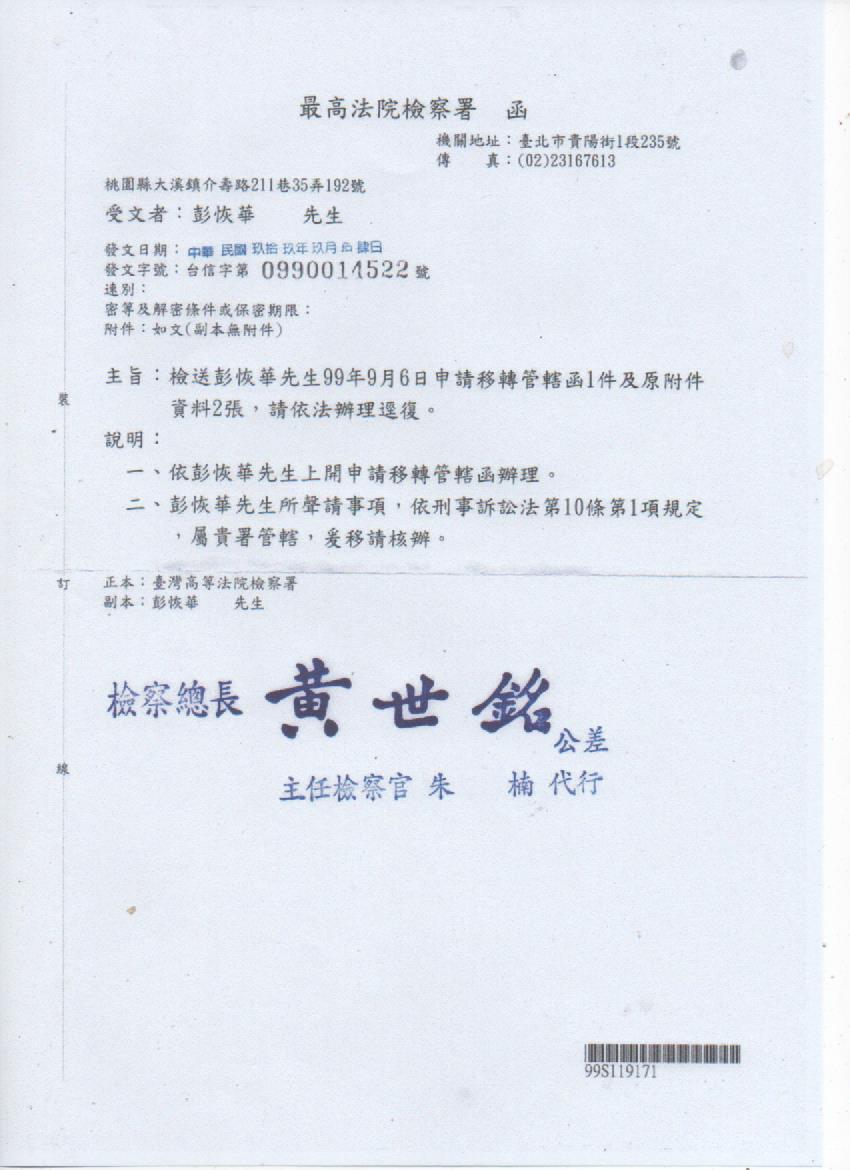 最高法院檢察署　函
機關地址：臺北市貴陽街1段235號
傳　　真：(02)23167613
桃園縣大溪鎮介壽路211巷35弄192號
受文者：彭恢華　　先生
發文日期：中華民國玖拾玖年玖月拾肆日
發文字號：台信字第 0990014522 號
速別：
密等及解密條件或保密期限：
附件：如文(副本無附件)
主旨：檢送彭恢華先生99年9月6日申請移轉管轄函1件及原附件
資料2張，請依法辦理逕復。
說明：
一、依彭恢華先生上開申請移轉管轄函辦理。
二、彭恢華先生所聲請事項，依刑事訴訟法第10條第1項規定
，屬貴署管轄，爰移請核辦。
正本：臺灣高等法院檢察署
副本：彭恢華　　先生
檢察總長 黃世銘
公差
主任檢察官 朱　楠 代行
裝
訂
線
99S119171